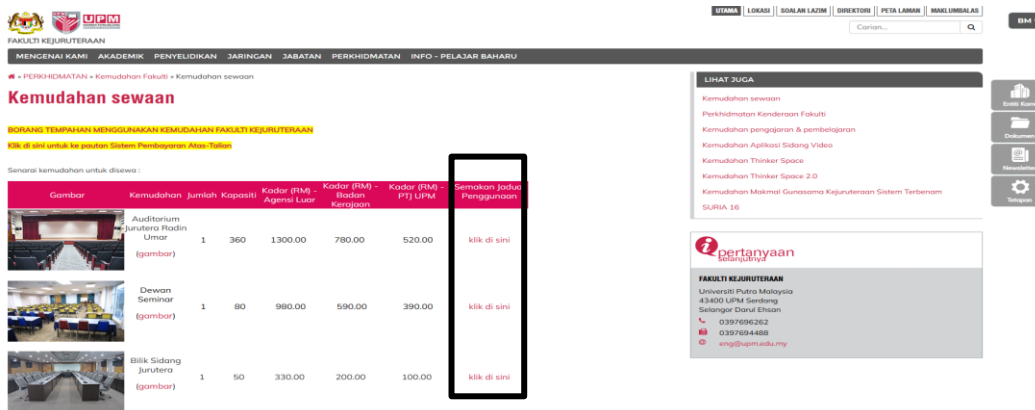 UTAMA LOKASI SOALAN LAZIM DIREKTORI PETA LAMAN MAKLUMBALAS
UPM
Carian...
BM
FAKULTI KEJURUTERAAN
MENGENAI KAMI AKADEMIK PENYELIDIKAN JARINGAN JABATAN PERKHIDMATAN INFO - PELAJAR BAHARU
» PERKHIDMATAN » Kemudahan Fakulti » Kemudahan sewaan
Kemudahan sewaan
BORANG TEMPAHAN MENGGUNAKAN KEMUDAHAN FAKULTI KEJURUTERAAN
Klik di sini untuk ke pautan Sistem Pembayaran Atas-Talian
Senarai kemudahan untuk disewa :
Gambar Kemudahan Jumlah Kapasiti Kadar (RM) - Agensi Luar Kadar (RM) - Badan Kerajaan Kadar (RM) - PTJ UPM Semakan Jadua Penggunaan
Auditorium Jurutera Radin Umar (gambar) 1 360 1300.00 780.00 520.00 klik di sini
Dewan Seminar (gambar) 1 80 980.00 590.00 390.00 klik di sini
Bilik Sidang Jurutera (gambar) 1 50 330.00 200.00 100.00 klik di sini
LIHAT JUGA
Kemudahan sewaan
Perkhidmatan Kenderaan Fakulti
Kemudahan pengajaran & pembelajaran
Kemudahan Aplikasi Sidang Video
Kemudahan Thinker Space
Kemudahan Thinker Space 2.0
Kemudahan Makmal Gunasama Kejuruteraan Sistem Terbenam
SURIA 16
pertanyaan
selanjutnya
FAKULTI KEJURUTERAAN
Universiti Putra Malaysia
43400 UPM Serdang
Selangor Darul Ehsan
0397696262
0397694488
eng@upm.edu.my
Entiti Kami
Dokumen
Newsletter
Tetapan